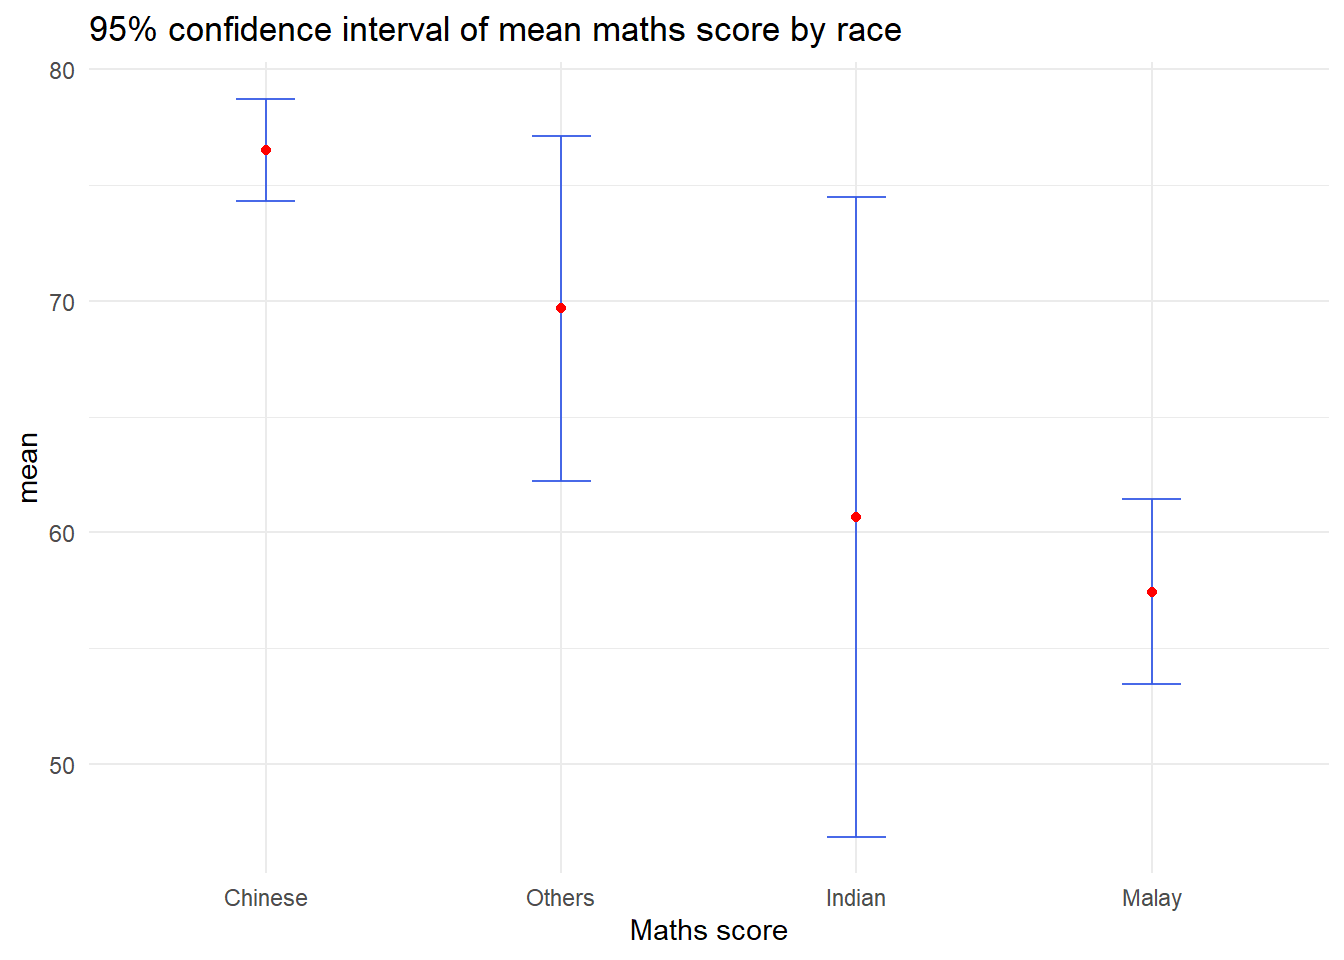 95% confidence interval of mean maths score by race
80
70
60
50
mean
Chinese Others Indian Malay
Maths score